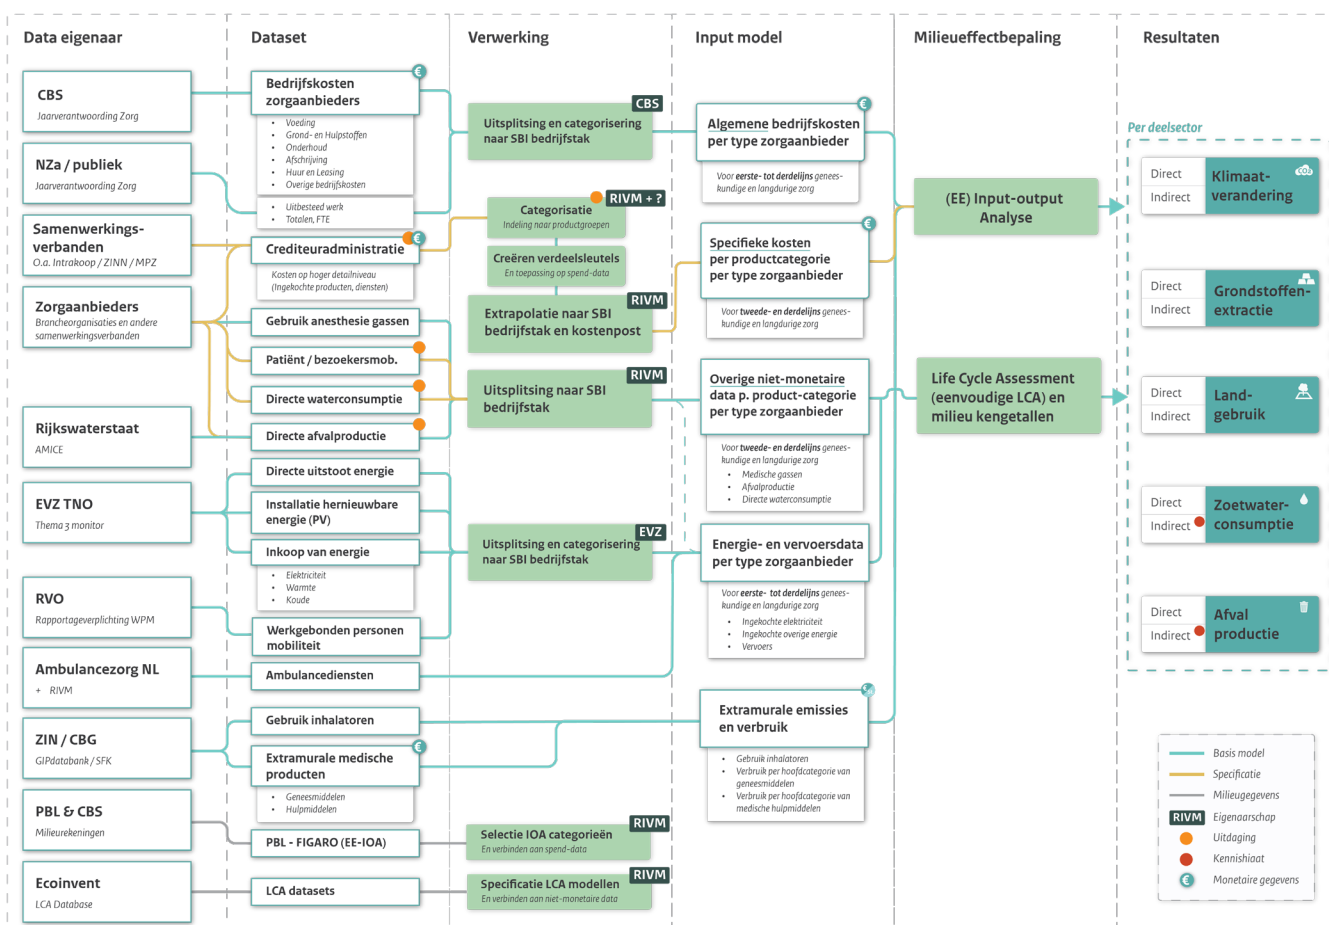 Data eigenaar
Dataset
Verwerking
Input model
Milieueffectbepaling
Resultaten
CBS
Jaarverantwoording Zorg
NZa / publiek
Jaarverantwoording Zorg
Samenwerkings-
verbanden
O.a. Intrakoop / ZINN / MPZ
Zorgaanbieders
Brancheorganisaties en andere
samenwerkingsverbanden
Rijkswaterstaat
AMICE
EVZ TNO
Thema 3 monitor
RVO
Rapportageverplichting WPM
Ambulancezorg NL
+ RIVM
ZIN / CBG
GIPdatabank / SFK
PBL & CBS
Milieurekeningen
Ecoinvent
LCA Database
€
Bedrijfskosten
zorgaanbieders
• Voeding
• Grond- en Hulpstoffen
• Onderhoud
• Afschrijving
• Huur en Leasing
• Overige bedrijfskosten
• Uitbesteed werk
• Totalen, FTE
€
Crediteuradministratie
Kosten op hoger detailniveau
(Ingekochte producten, diensten)
Gebruik anesthesie gassen
Patiënt / bezoekersmob.
Directe waterconsumptie
Directe afvalproductie
Directe uitstoot energie
Installatie hernieuwbare
energie (PV)
Inkoop van energie
• Elektriciteit
• Warmte
• Koude
Werkgebonden personen
mobiliteit
Ambulancediensten
Gebruik inhalatoren
€
Extramurale medische
producten
• Geneesmiddelen
• Hulpmiddelen
PBL - FIGARO (EE-IOA)
LCA datasets
CBS
Uitsplitsing en categorisering
naar SBI bedrijfstak
RIVM + ?
Categorisatie
Indeling naar productgroepen
Creëren verdeelsleutels
En toepassing op spend-data
RIVM
Extrapolatie naar SBI
bedrijfstak en kostenpost
RIVM
Uitsplitsing naar SBI
bedrijfstak
EVZ
Uitsplitsing en categorisering
naar SBI bedrijfstak
RIVM
Selectie IOA categorieën
En verbinden aan spend-data
RIVM
Specificatie LCA modellen
En verbinden aan niet-monetaire data
€
Algemene bedrijfskosten
per type zorgaanbieder
Voor eerste- tot derdelijns genees-
kundige en langdurige zorg
€
Specifieke kosten
per productcategorie
per type zorgaanbieder
Voor tweede- en derdelijns genees-
kundige en langdurige zorg
Overige niet-monetaire
data p. product-categorie
per type zorgaanbieder
Voor tweede- en derdelijns genees-
kundige en langdurige zorg
• Medische gassen
• Afvalproductie
• Directe waterconsumptie
Energie- en vervoersdata
per type zorgaanbieder
Voor eerste- tot derdelijns genees-
kundige en langdurige zorg
• Ingekochte elektriciteit
• Ingekochte overige energie
• Vervoers
Extramurale emissies
en verbruik
• Gebruik inhalatoren
• Verbruik per hoofdcategorie van
geneesmiddelen
• Verbruik per hoofdcategorie van
medische hulpmiddelen
(EE) Input-output
Analyse
Life Cycle Assessment
(eenvoudige LCA) en
milieu kengetallen
Per deelsector
Direct
Indirect
Klimaat-
verandering
CO2
Direct
Indirect
Grondstoffen-
extractie
Direct
Indirect
Land-
gebruik
Direct
Indirect
Zoetwater-
consumptie
Direct
Indirect
Afval
productie
Basis model
Specificatie
Milieugegevens
RIVM Eigenaarschap
Uitdaging
Kennishiaat
€ Monetaire gegevens